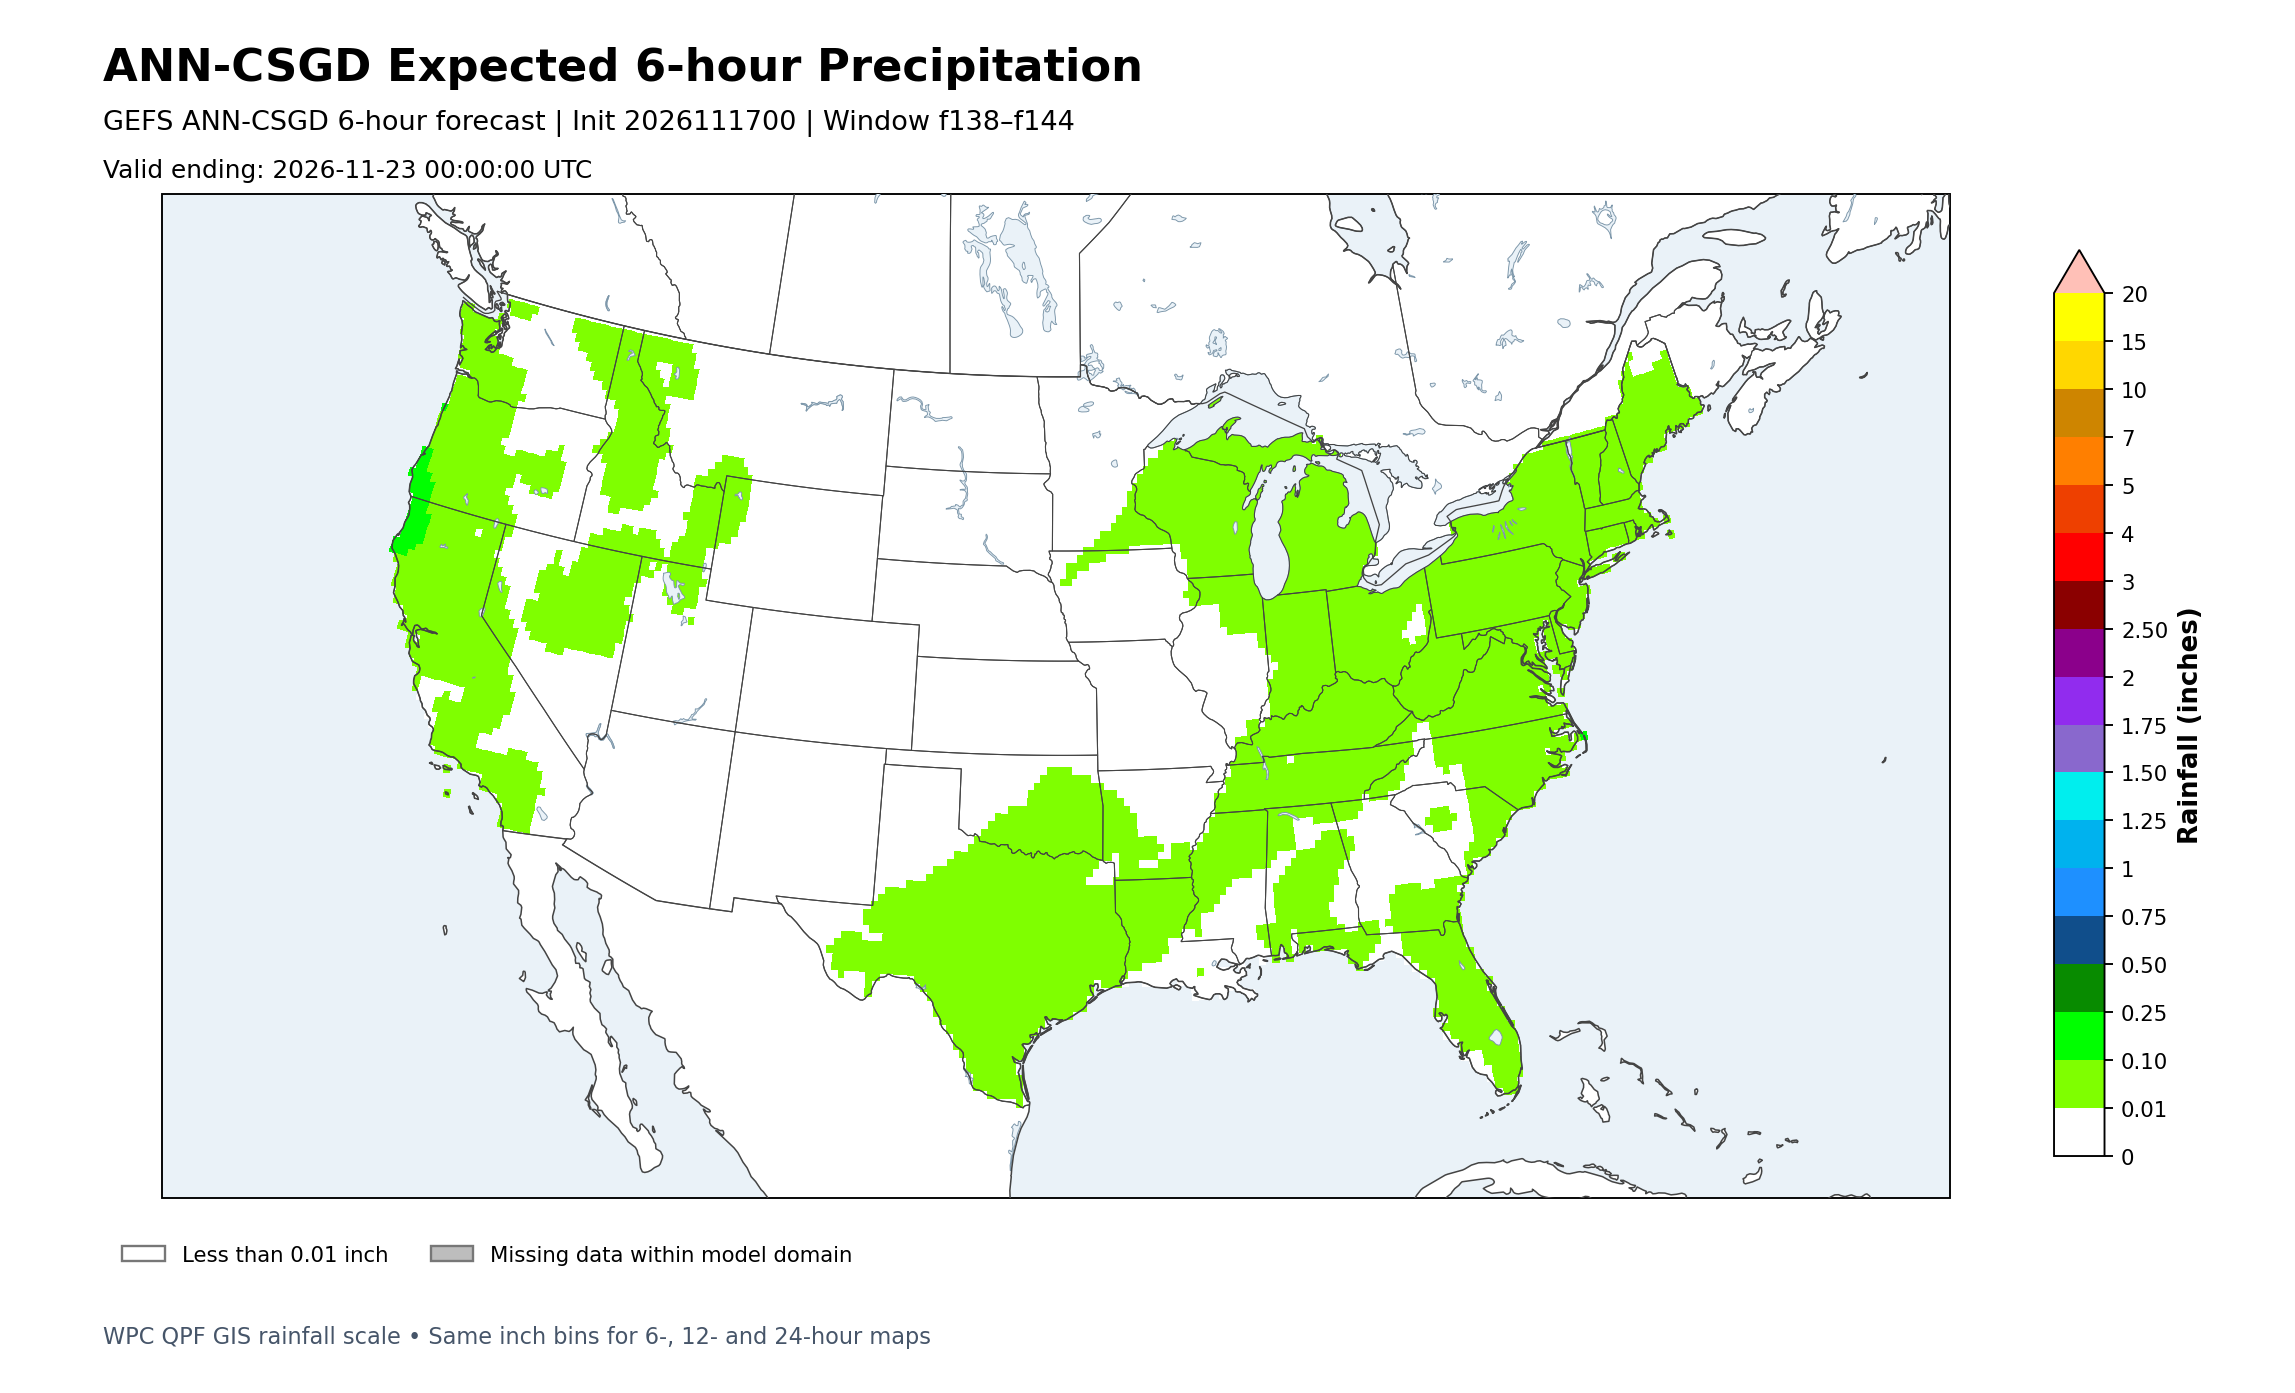 ANN-CSGD Expected 6-hour Precipitation
GEFS ANN-CSGD 6-hour forecast | Init 2026111700 | Window f138–f144
Valid ending: 2026-11-23 00:00:00 UTC
20
15
10
7
5
4
3
2.50
2
1.75
1.50
1.25
1
0.75
0.50
0.25
0.10
0.01
0
Rainfall (inches)
Less than 0.01 inch
Missing data within model domain
WPC QPF GIS rainfall scale • Same inch bins for 6-, 12- and 24-hour maps